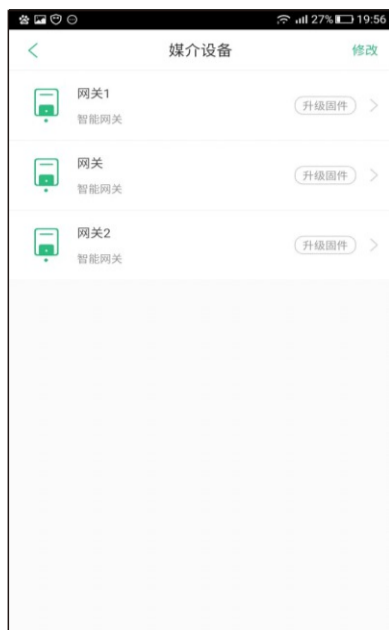 27% 19:56
媒介设备 修改
网关1
升级固件
智能网关
网关
升级固件
智能网关
网关2
升级固件
智能网关